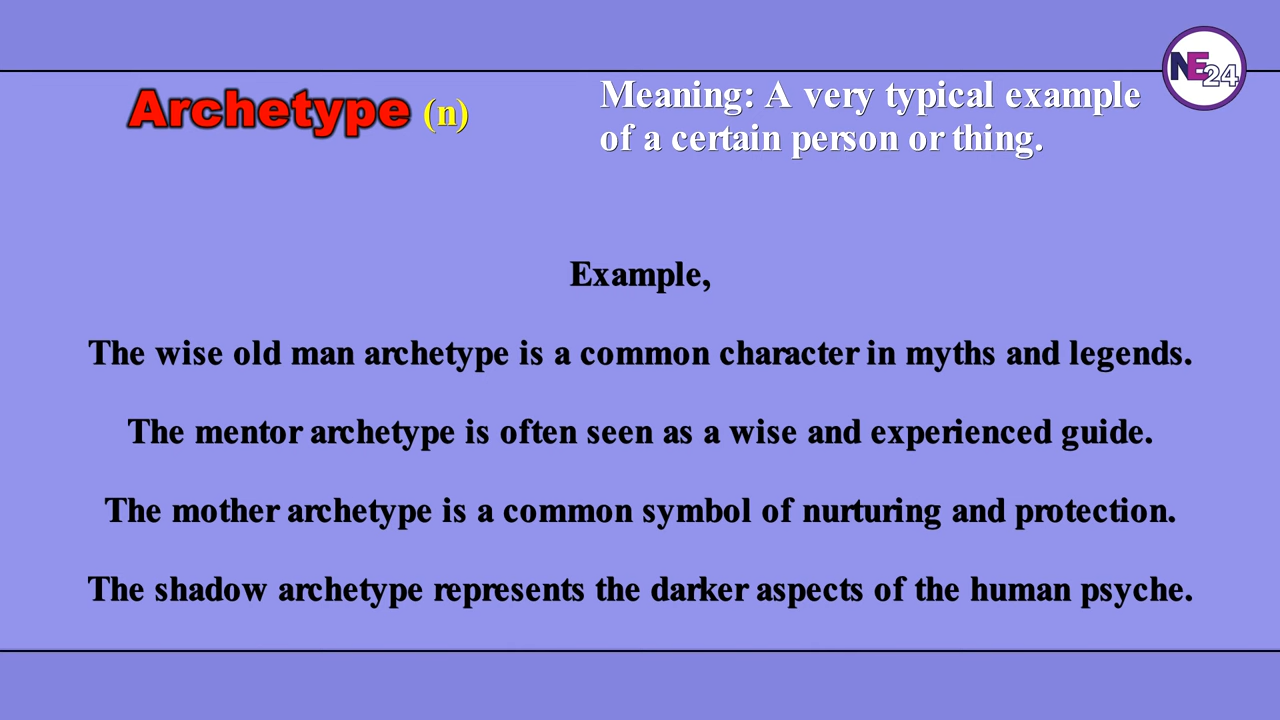 Archetype (n)
Meaning: A very typical example
of a certain person or thing.
NE24
Example,
The wise old man archetype is a common character in myths and legends.
The mentor archetype is often seen as a wise and experienced guide.
The mother archetype is a common symbol of nurturing and protection.
The shadow archetype represents the darker aspects of the human psyche.